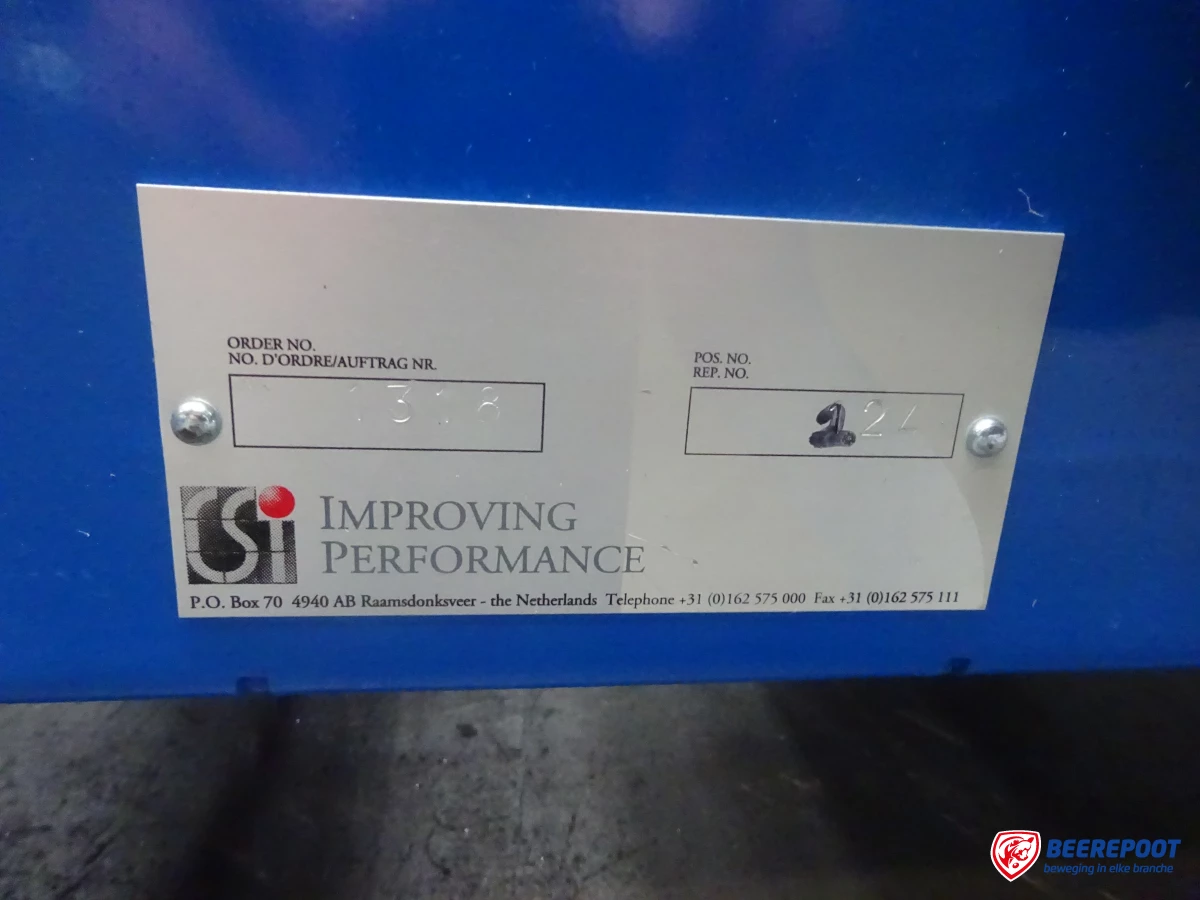 ORDER NO.
NO. D'ORDRE/AUFTRAG NR.
1318
POS. NO.
REP. NO.
CSi
IMPROVING
PERFORMANCE
P.O. Box 70 4940 AB Raamsdonksveer - the Netherlands Telephone +31 (0)162 575 000 Fax +31 (0)162 575 111
BEEREPOOT
beweging in elke branche